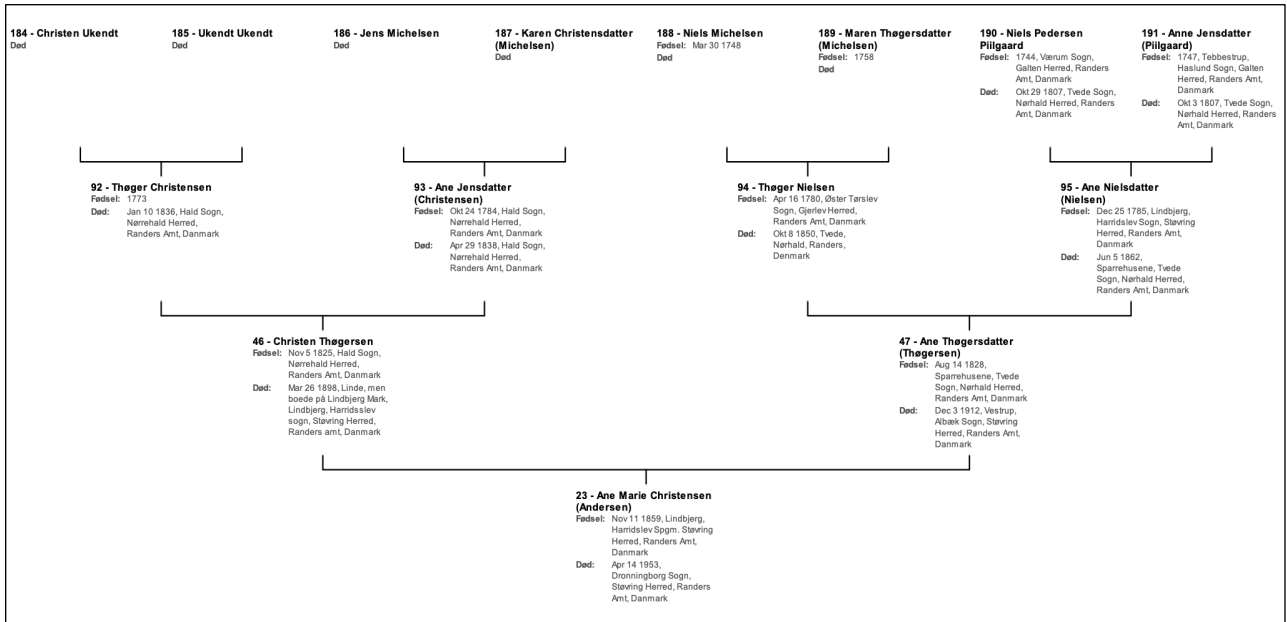 184 - Christen Ukendt
Død
185 - Ukendt Ukendt
Død
186 - Jens Michelsen
Død
187 - Karen Christensdatter
(Michelsen)
Død
188 - Niels Michelsen
Fødsel: Mar 30 1748
Død
189 - Maren Thøgersdatter
(Michelsen)
Fødsel: 1758
Død
190 - Niels Pedersen
Piilgaard
Fødsel: 1744, Værum Sogn,
Galten Herred, Randers
Amt, Danmark
Død: Okt 29 1807, Tvede Sogn,
Nørhald Herred, Randers
Amt, Danmark
191 - Anne Jensdatter
(Piilgaard)
Fødsel: 1747, Tebbestrup,
Haslund Sogn, Galten
Herred, Randers Amt,
Danmark
Død: Okt 3 1807, Tvede Sogn,
Nørhald Herred, Randers
Amt, Danmark
92 - Thøger Christensen
Fødsel: 1773
Død: Jan 10 1836, Hald Sogn,
Nørrehald Herred,
Randers Amt, Danmark
93 - Ane Jensdatter
(Christensen)
Fødsel: Okt 24 1784, Hald Sogn,
Nørrehald Herred,
Randers Amt, Danmark
Død: Apr 29 1838, Hald Sogn,
Nørrehald Herred,
Randers Amt, Danmark
94 - Thøger Nielsen
Fødsel: Apr 16 1780, Øster Tørslev
Sogn, Gjerlev Herred,
Randers Amt, Danmark
Død: Okt 8 1850, Tvede,
Nørhald, Randers,
Denmark
95 - Ane Nielsdatter
(Nielsen)
Fødsel: Dec 25 1785, Lindbjerg,
Harridslev Sogn, Støvring
Herred, Randers Amt,
Danmark
Død: Jun 5 1862,
Sparrehusene, Tvede
Sogn, Nørhald Herred,
Randers Amt, Danmark
46 - Christen Thøgersen
Fødsel: Nov 5 1825, Hald Sogn,
Nørrehald Herred,
Randers Amt, Danmark
Død: Mar 26 1898, Linde, men
boede på Lindbjerg Mark,
Lindbjerg, Harridsslev
sogn, Støvring Herred,
Randers amt, Danmark
47 - Ane Thøgersdatter
(Thøgersen)
Fødsel: Aug 14 1828,
Sparrehusene, Tvede
Sogn, Nørhald Herred,
Randers Amt, Danmark
Død: Dec 3 1912, Vestrup,
Albæk Sogn, Støvring
Herred, Randers Amt,
Danmark
23 - Ane Marie Christensen
(Andersen)
Fødsel: Nov 11 1859, Lindbjerg,
Harridslev Spgm. Støvring
Herred, Randers Amt,
Danmark
Død: Apr 14 1953,
Dronningborg Sogn,
Støvring Herred, Randers
Amt, Danmark